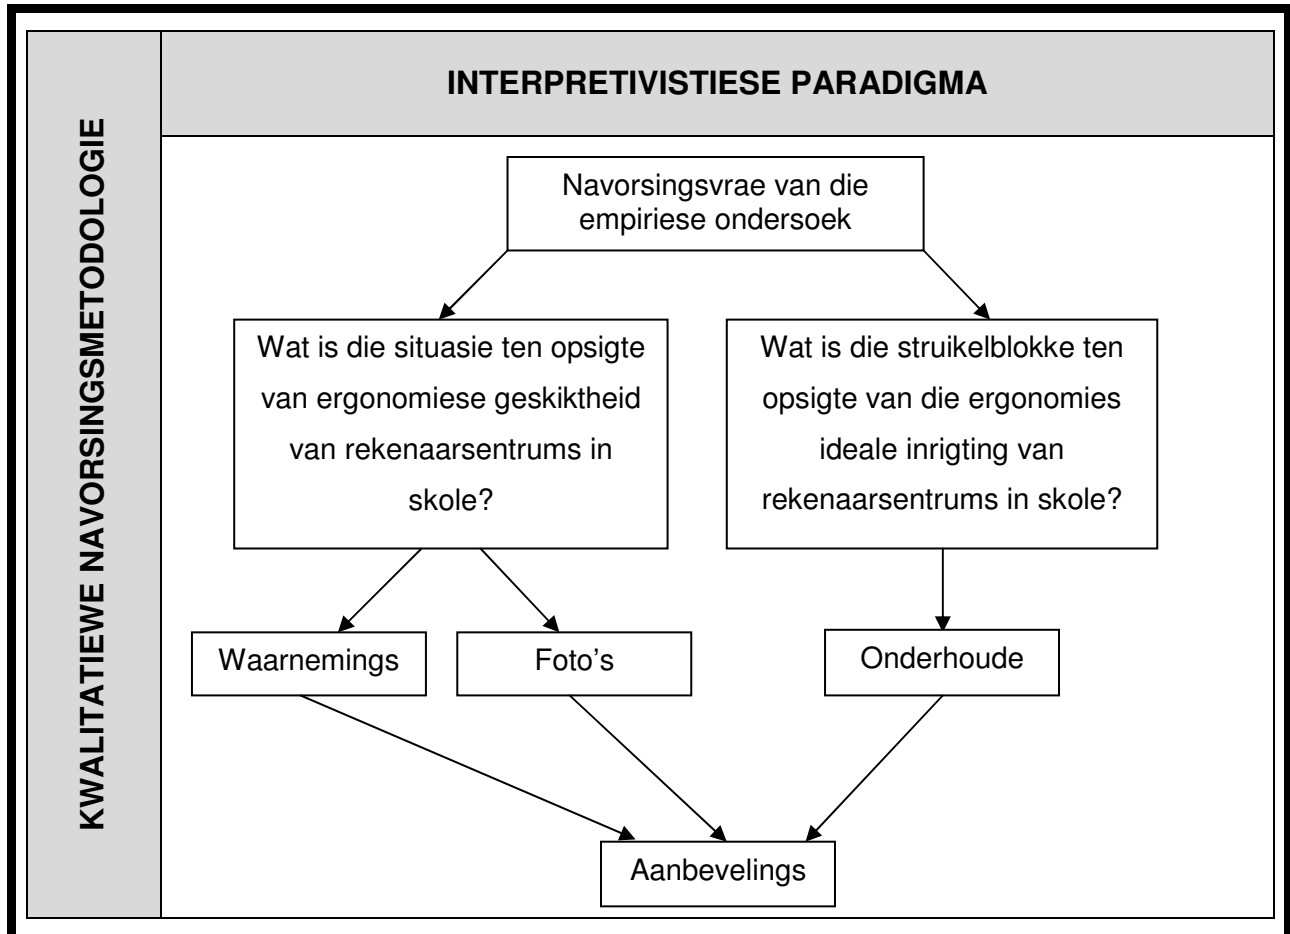 INTERPRETIVISTIESE PARADIGMA
KWALITATIEWE NAVORSINGSMETODOLOGIE
Navorsingsvrae van die
empiriese ondersoek
Wat is die situasie ten opsigte
van ergonomiese geskiktheid
van rekenaarsentrums in
skole?
Wat is die struikelblokke ten
opsigte van die ergonomies
ideale inrigting van
rekenaarsentrums in skole?
Waarnemings
Foto's
Onderhoude
Aanbevelings